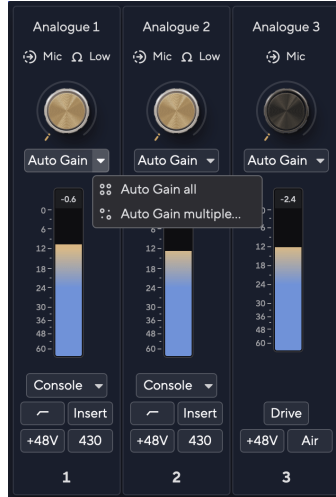 Analogue 1 Analogue 2 Analogue 3
Mic Ω Low Mic Ω Low Mic
Auto Gain Auto Gain Auto Gain
Auto Gain all
Auto Gain multiple...
-0.6 -2.4
0 0
6 6 6
12 12 12
18 18 18
24 24 24
30 30 30
36 36 36
48 48 48
60 60 60
Console Console
Insert Insert Drive
+48V 430 +48V 430 +48V Air
1 2 3